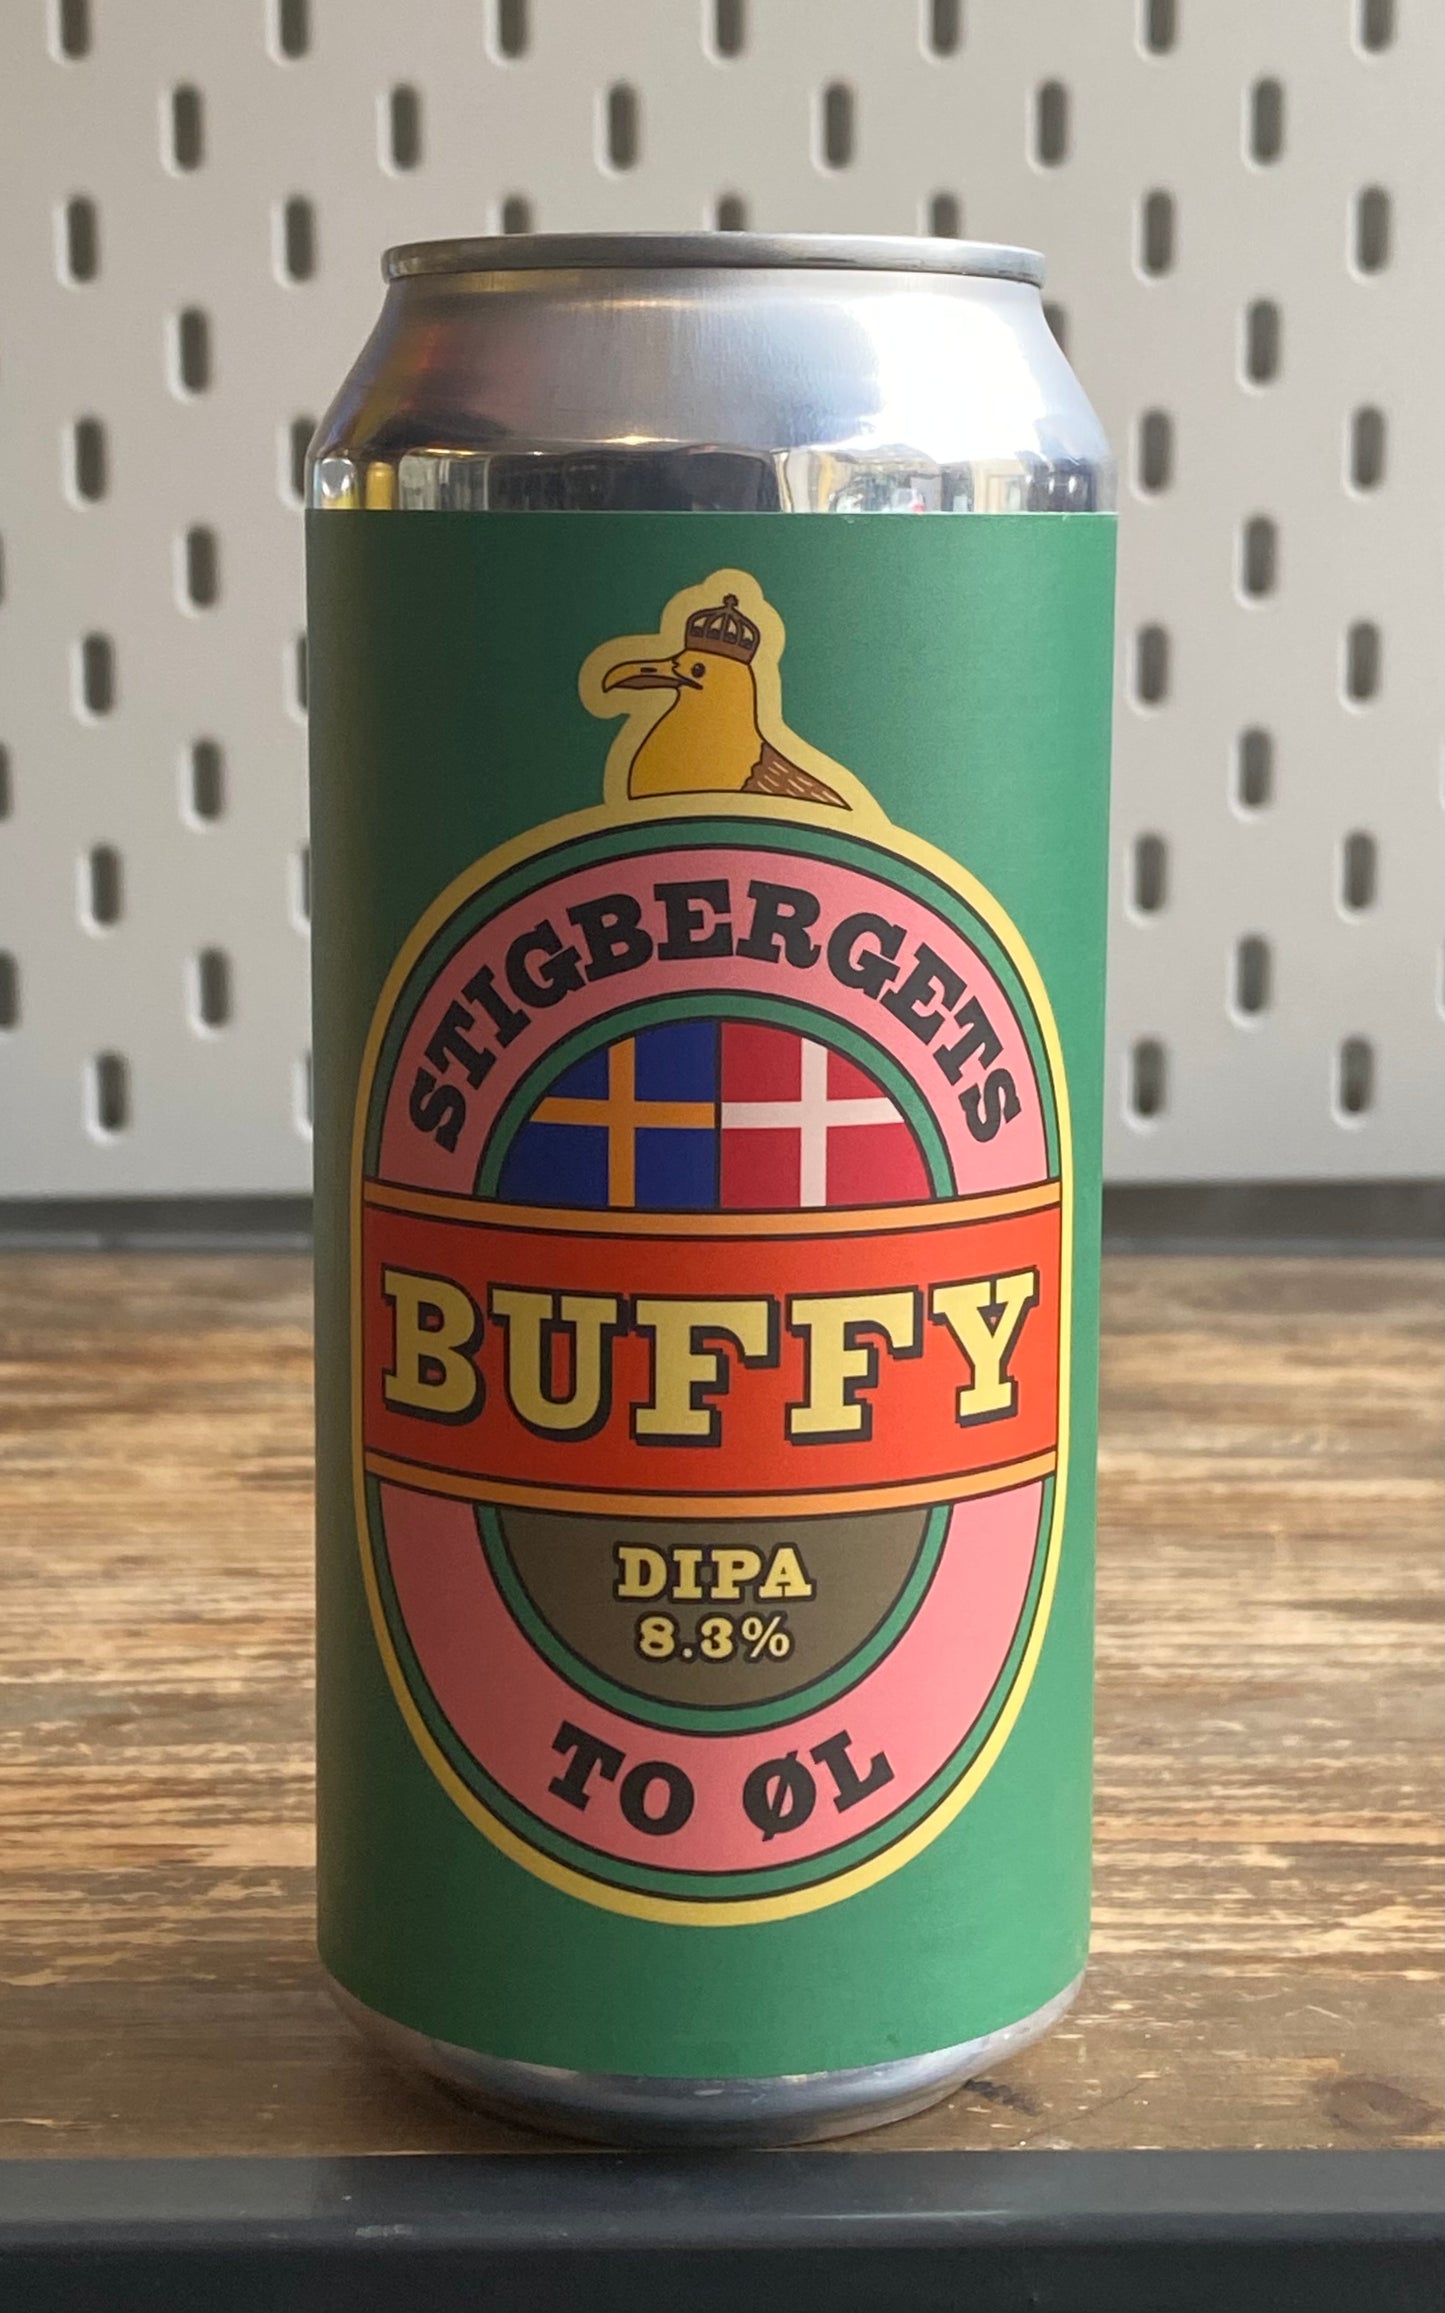 STIGBERGETS
BUFFY
DIPA
8.3%
TO ØL